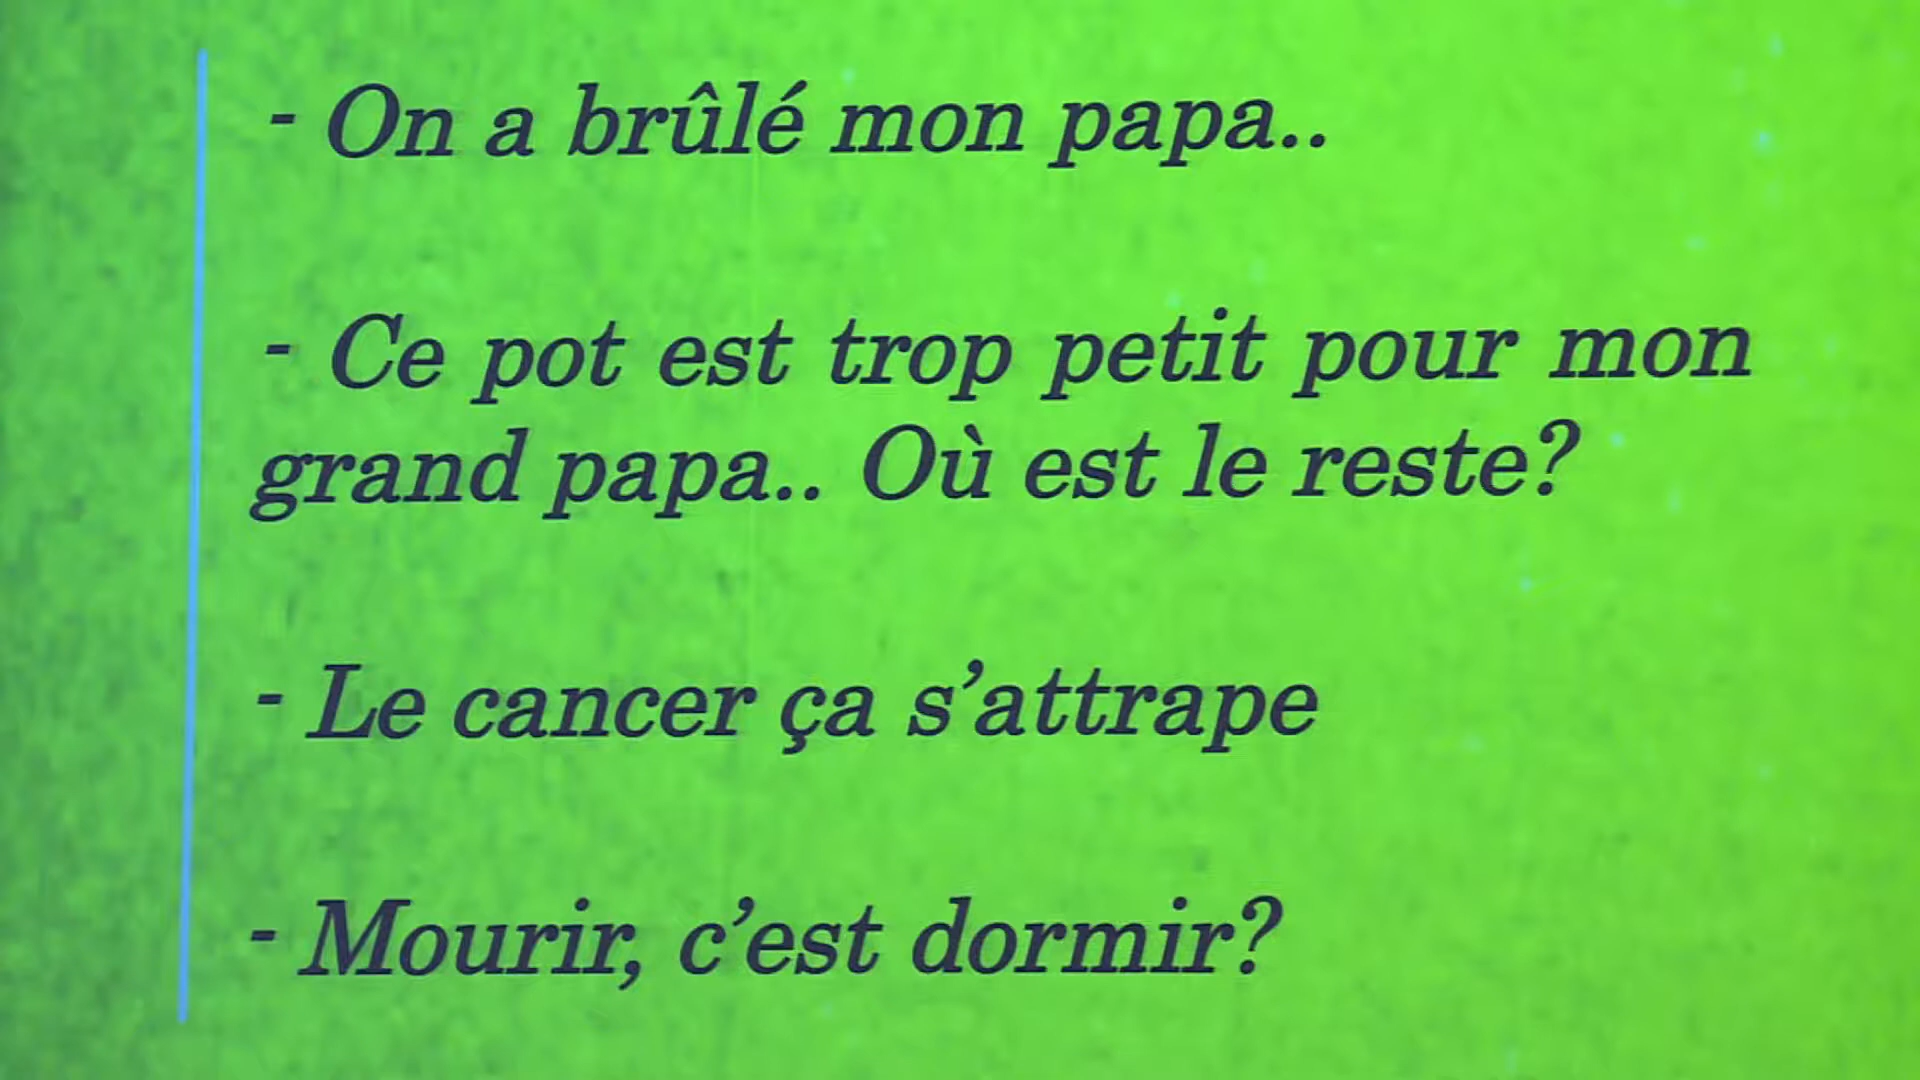 - On a brûlé mon papa..
- Ce pot est trop petit pour mon
grand papa.. Où est le reste?
- Le cancer ça s’attrape
- Mourir, c’est dormir?